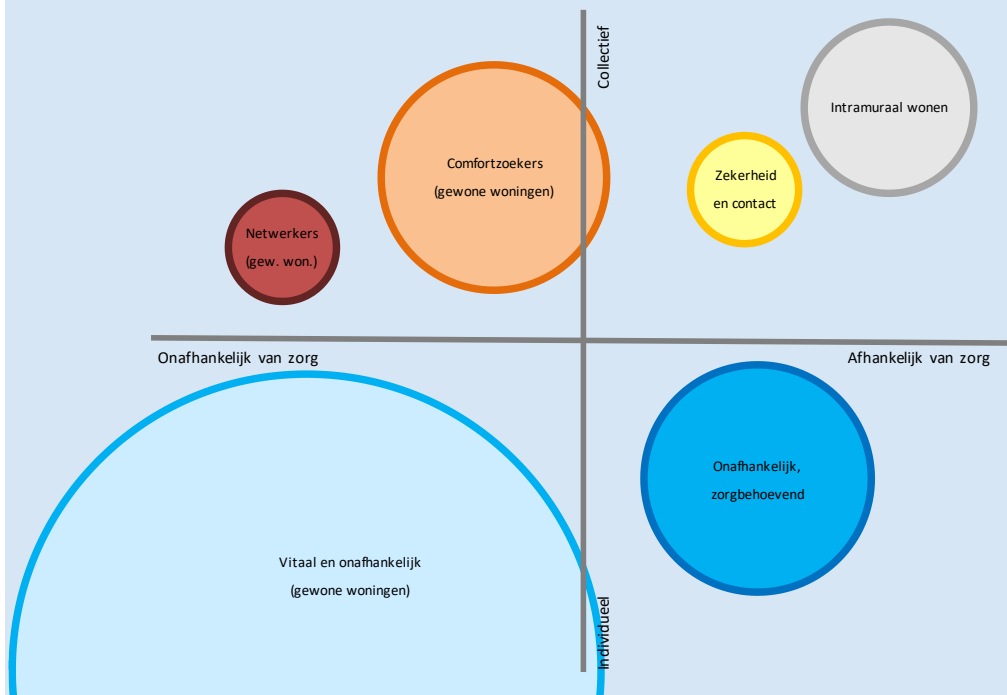 Collectief
Intramuraal wonen
Comfortzoekers
(gewone woningen)
Zekerheid
en contact
Netwerkers
(gew. won.)
Onafhankelijk van zorg
Afhankelijk van zorg
Onafhankelijk,
zorgbehoevend
Vitaal en onafhankelijk
(gewone woningen)
Individueel